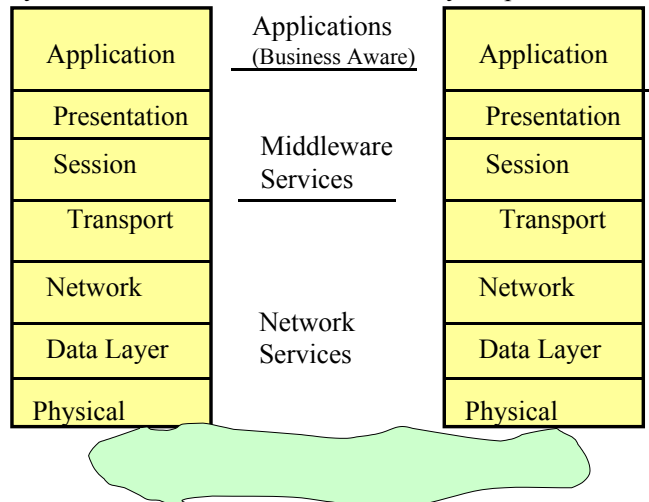 Application
Presentation
Session
Transport
Network
Data Layer
Physical
Applications
(Business Aware)
Middleware
Services
Network
Services
Application
Presentation
Session
Transport
Network
Data Layer
Physical